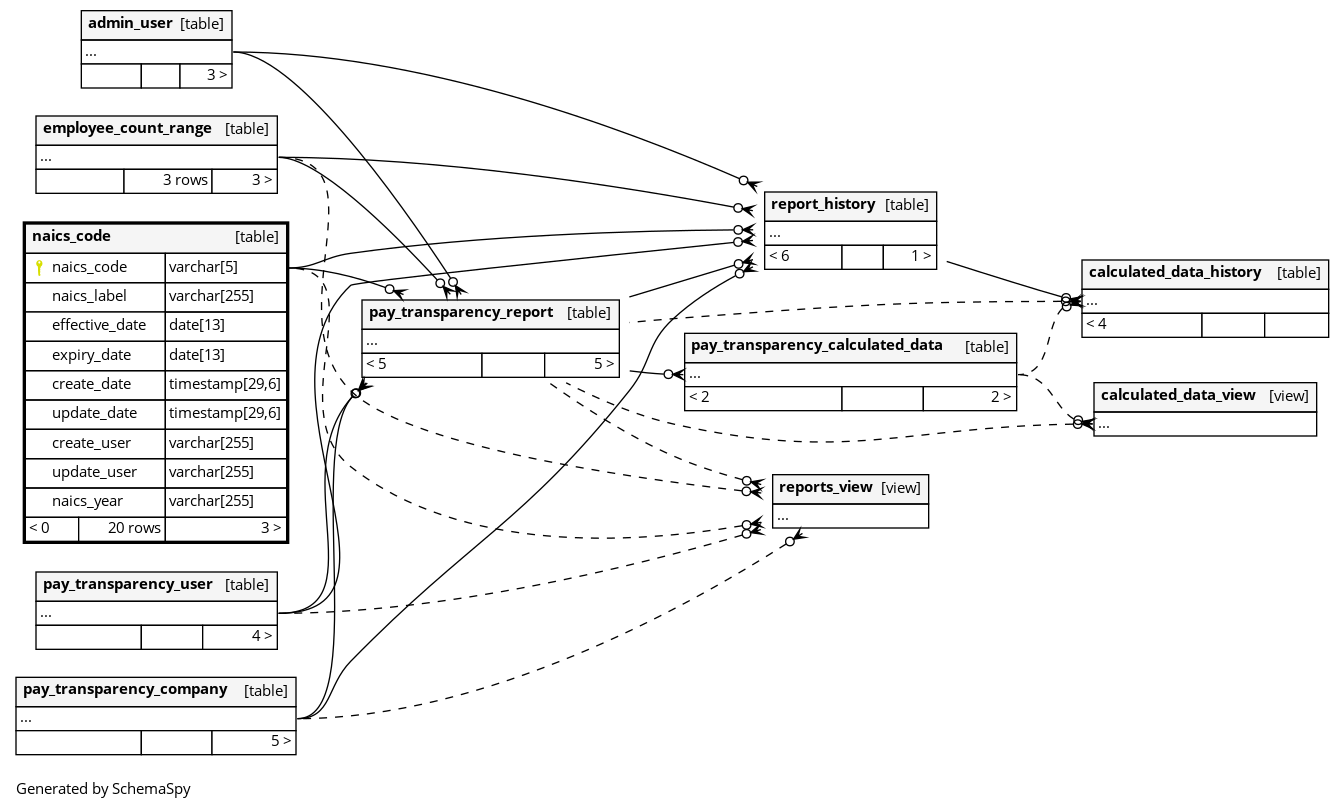 admin_user [table]
...
3 >
employee_count_range [table]
...
3 rows 3 >
naics_code [table]
naics_code varchar[5]
naics_label varchar[255]
effective_date date[13]
expiry_date date[13]
create_date timestamp[29,6]
update_date timestamp[29,6]
create_user varchar[255]
update_user varchar[255]
naics_year varchar[255]
< 0 20 rows 3 >
pay_transparency_user [table]
...
4 >
pay_transparency_company [table]
...
5 >
pay_transparency_report [table]
...
< 5 5 >
report_history [table]
...
< 6 1 >
pay_transparency_calculated_data [table]
...
< 2 2 >
reports_view [view]
...
calculated_data_history [table]
...
< 4
calculated_data_view [view]
...
Generated by SchemaSpy